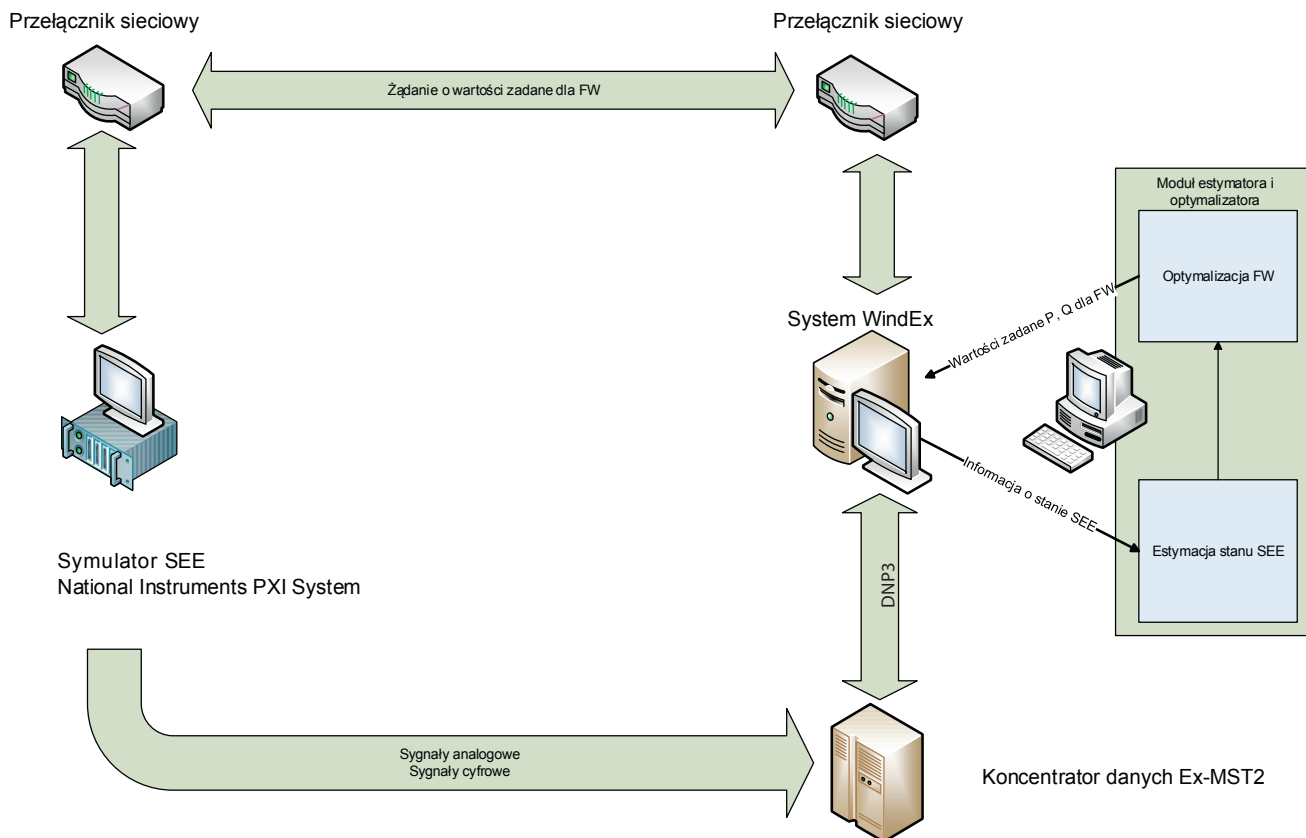 Przełącznik sieciowy
Przełącznik sieciowy
Żądanie o wartości zadane dla FW
Moduł estymatora i
optymalizatora
Optymalizacja FW
System WindEx
Wartości zadane P, Q dla FW
Informacja o stanie SEE
Estymacja stanu SEE
Symulator SEE
National Instruments PXI System
DNP3
Sygnały analogowe
Sygnały cyfrowe
Koncentrator danych Ex-MST2